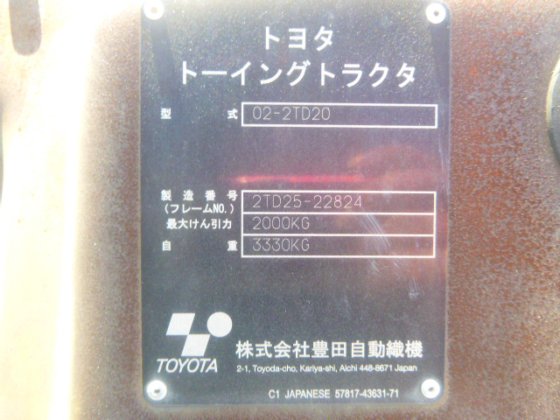 トヨタ
トーイングトラクタ
型 式 02-2TD20
製造番号 2TD25-22824
(フレームNO.)
最大けん引力 2000KG
自 重 3330KG
TOYOTA
株式会社豊田自動織機
2-1, Toyoda-cho, Kariya-shi, Aichi 448-8671 Japan
C1 JAPANESE 57817-43631-71